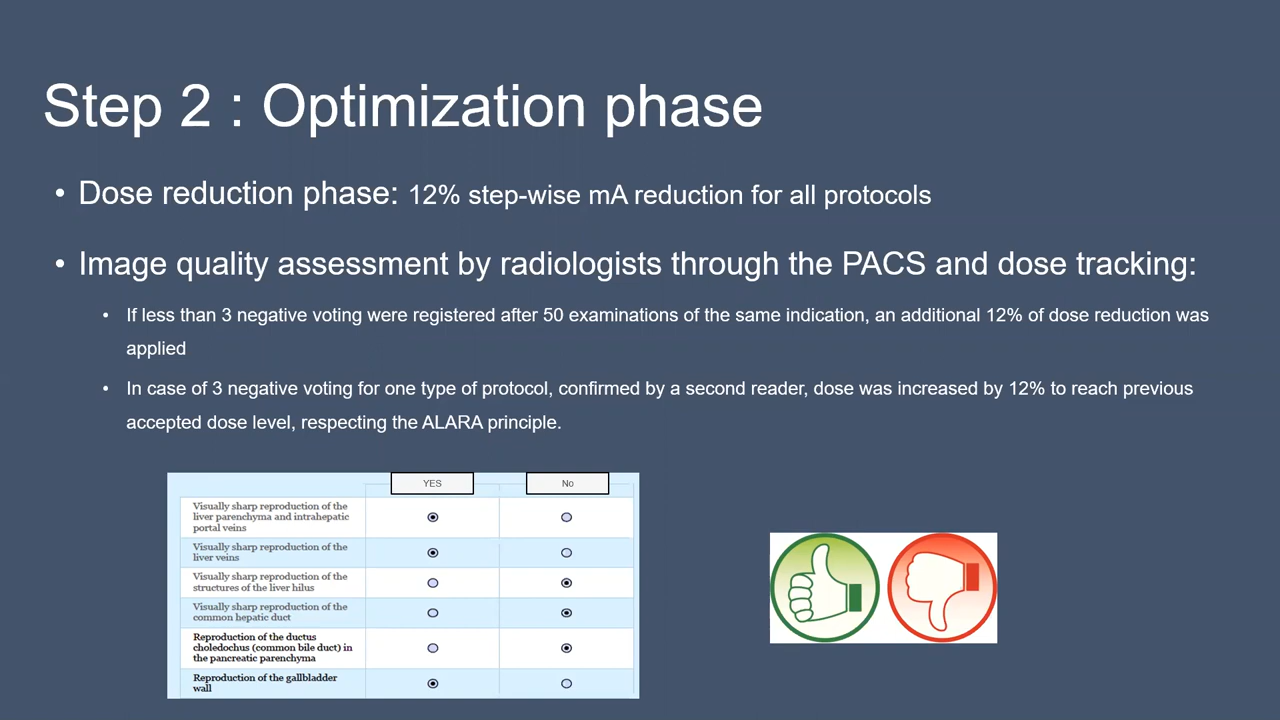 Step 2 : Optimization phase
• Dose reduction phase: 12% step-wise mA reduction for all protocols
• Image quality assessment by radiologists through the PACS and dose tracking:
• If less than 3 negative voting were registered after 50 examinations of the same indication, an additional 12% of dose reduction was
applied
• In case of 3 negative voting for one type of protocol, confirmed by a second reader, dose was increased by 12% to reach previous
accepted dose level, respecting the ALARA principle.
YES No
Visually sharp reproduction of the
liver parenchyma and intrahepatic
portal veins
Visually sharp reproduction of the
liver veins
Visually sharp reproduction of the
structures of the liver hilus
Visually sharp reproduction of the
common hepatic duct
Reproduction of the ductus
choledochus (common bile duct) in
the pancreatic parenchyma
Reproduction of the gallbladder
wall